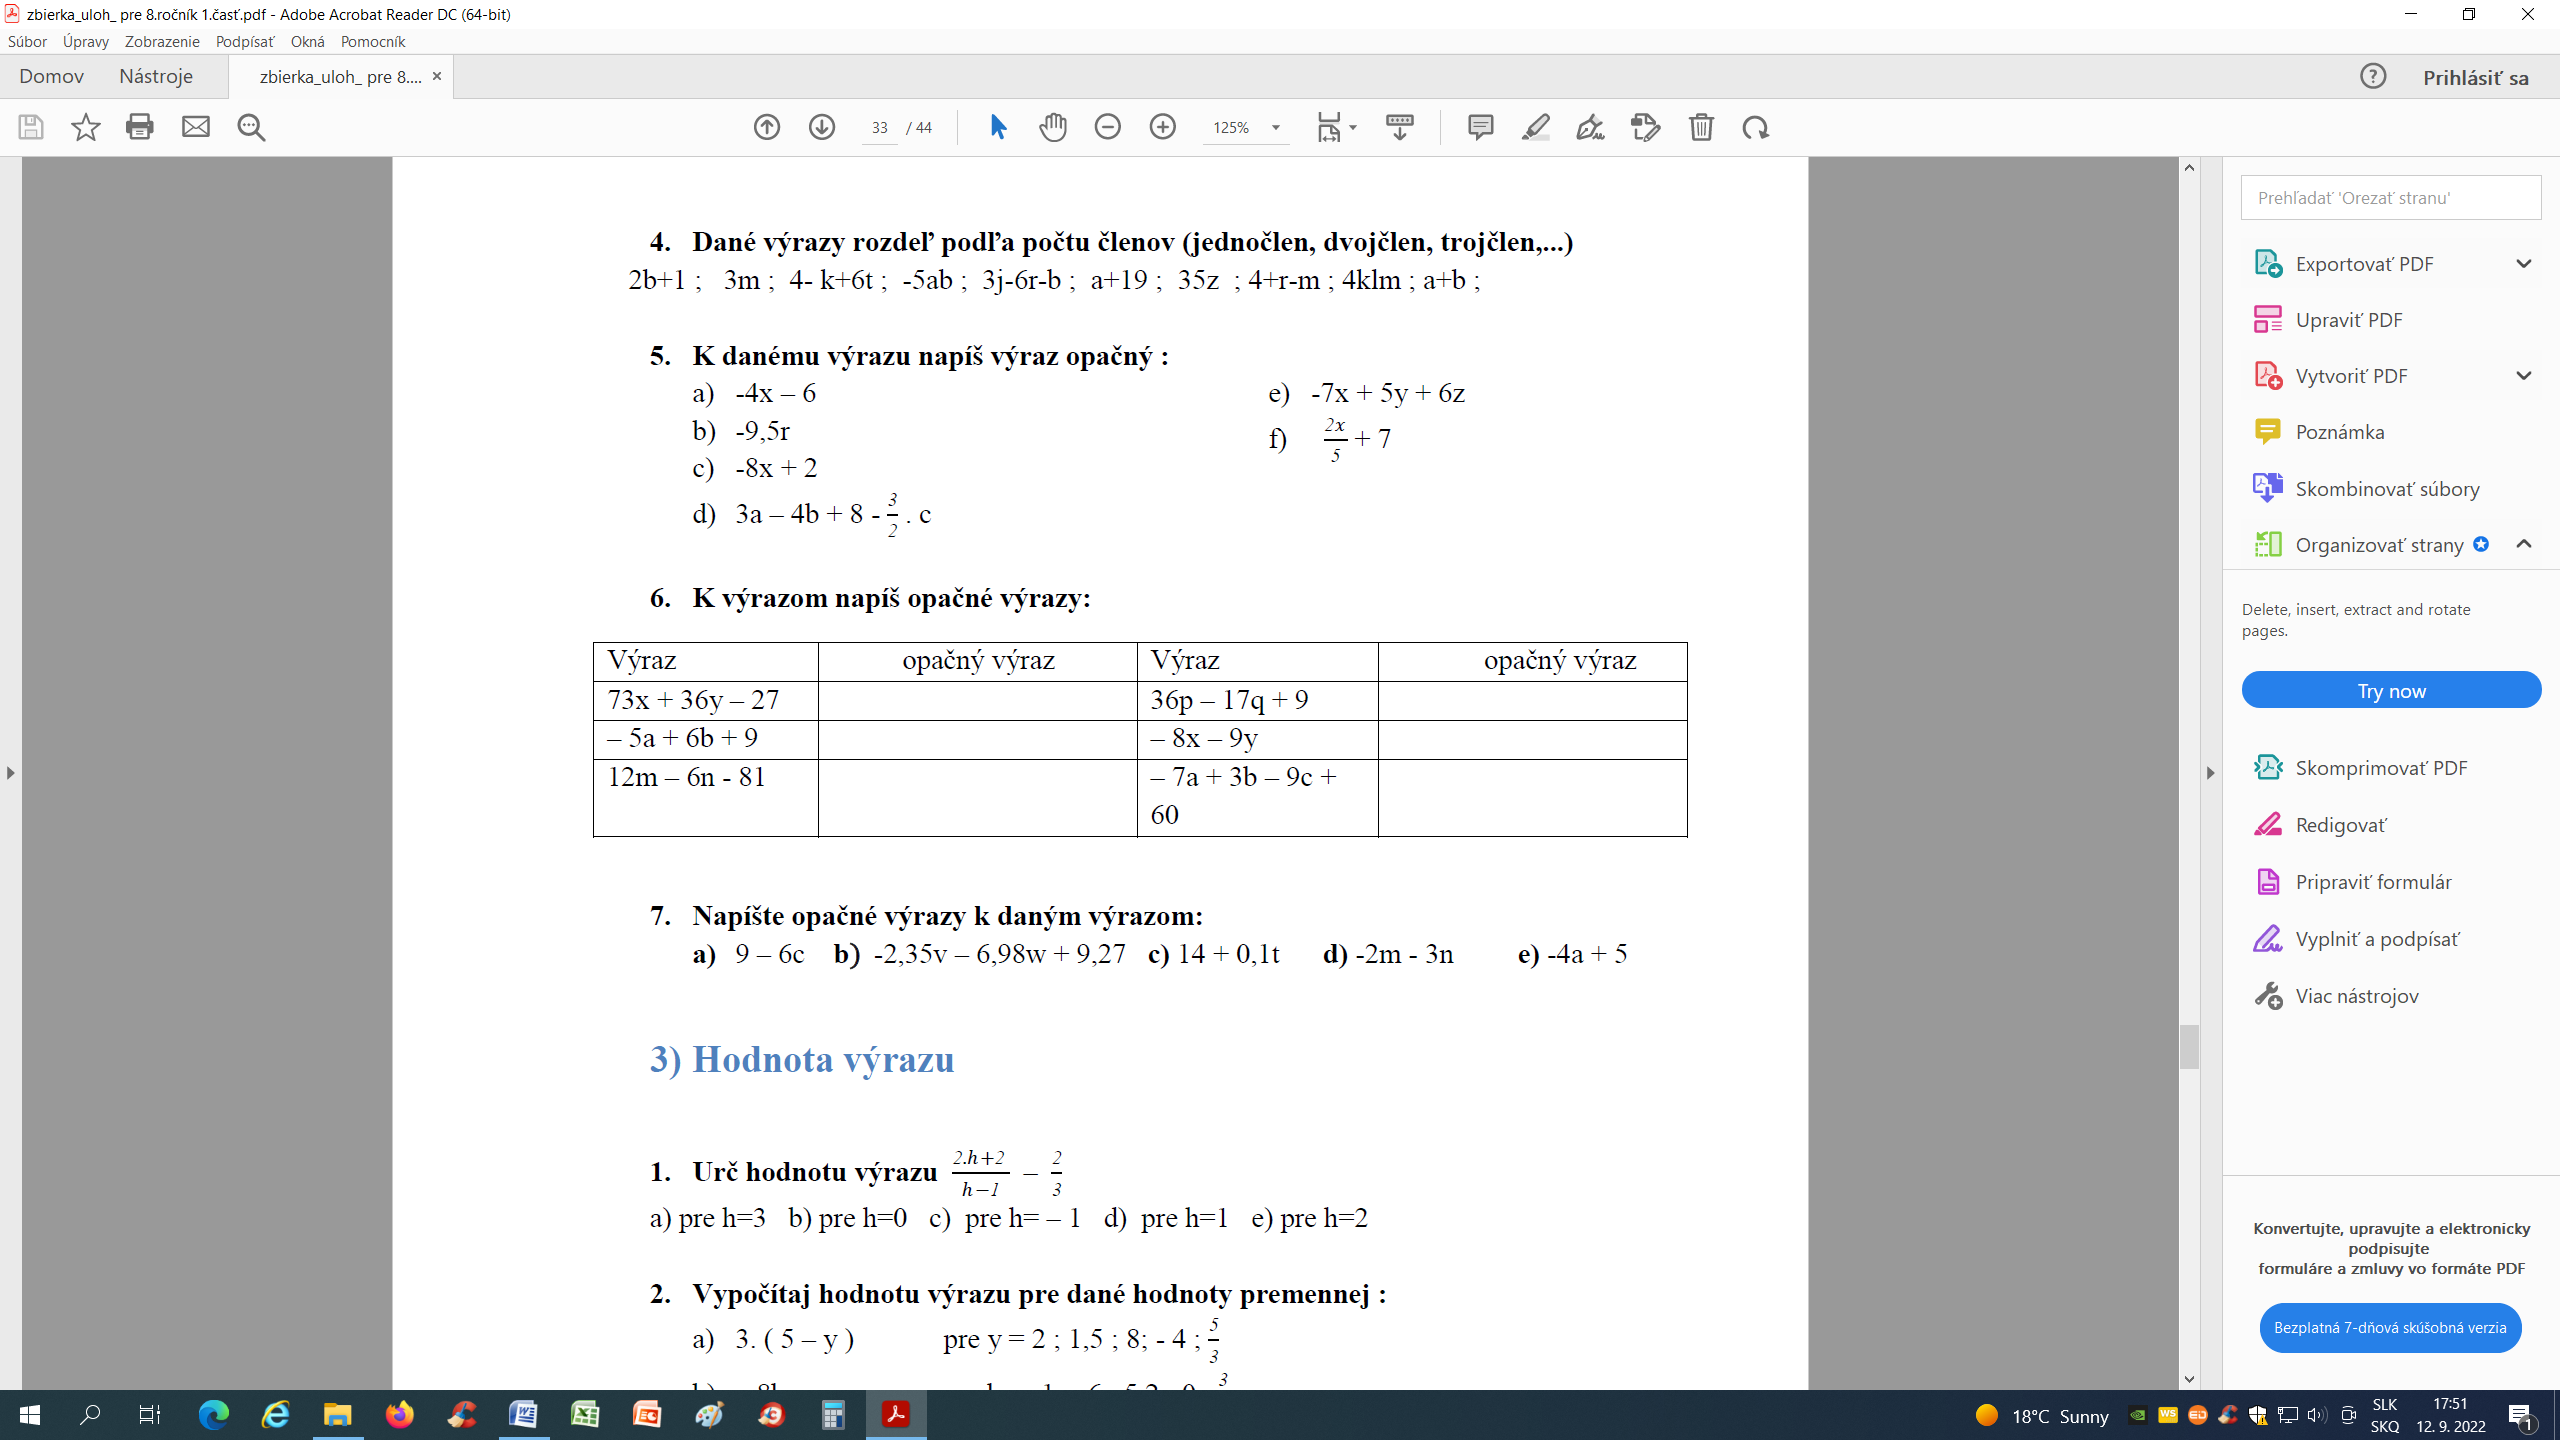 zbierka_uloh_ pre 8.ročník 1.časť.pdf - Adobe Acrobat Reader DC (64-bit)
Súbor Úpravy Zobrazenie Podpísať Okná Pomocník
Domov Nástroje zbierka_uloh_ pre 8.... × Prihlásiť sa
33 / 44 125%
4. Dané výrazy rozdeľ podľa počtu členov (jednočlen, dvojčlen, trojčlen,...)
2b+1 ; 3m ; 4- k+6t ; -5ab ; 3j-6r-b ; a+19 ; 35z ; 4+r-m ; 4klm ; a+b ;
5. K danému výrazu napíš výraz opačný :
a) -4x – 6 e) -7x + 5y + 6z
b) -9,5r f) 2x/5 + 7
c) -8x + 2
d) 3a – 4b + 8 - 3/2 . c
6. K výrazom napíš opačné výrazy:
Výraz opačný výraz Výraz opačný výraz
73x + 36y – 27 36p – 17q + 9
– 5a + 6b + 9 – 8x – 9y
12m – 6n - 81 – 7a + 3b – 9c +
60
7. Napíšte opačné výrazy k daným výrazom:
a) 9 – 6c b) -2,35v – 6,98w + 9,27 c) 14 + 0,1t d) -2m - 3n e) -4a + 5
3) Hodnota výrazu
1. Urč hodnotu výrazu 2.h+2/h−1 − 2/3
a) pre h=3 b) pre h=0 c) pre h= – 1 d) pre h=1 e) pre h=2
2. Vypočítaj hodnotu výrazu pre dané hodnoty premennej :
a) 3. ( 5 – y ) pre y = 2 ; 1,5 ; 8; - 4 ; 5/3
Prehľadať 'Orezať stranu'
Exportovať PDF
Upraviť PDF
Vytvoriť PDF
Poznámka
Skombinovať súbory
Organizovať strany
Delete, insert, extract and rotate
pages.
Try now
Skomprimovať PDF
Redigovať
Pripraviť formulár
Vyplniť a podpísať
Viac nástrojov
Konvertujte, upravujte a elektronicky
podpisujte
formuláre a zmluvy vo formáte PDF
Bezplatná 7-dňová skúšobná verzia
18°C Sunny
SLK
SKQ
17:51
12. 9. 2022
1